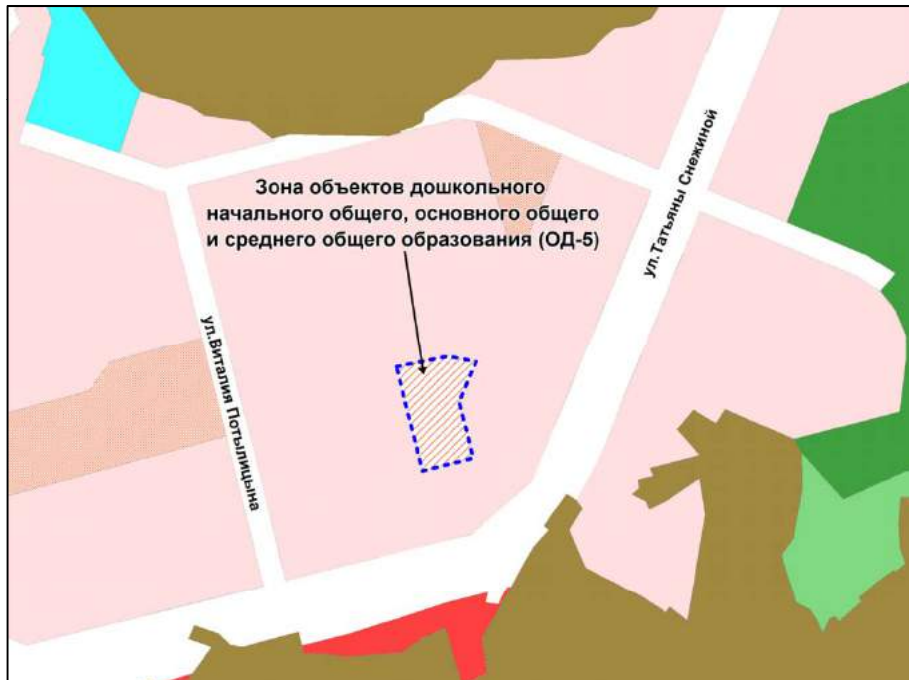 Зона объектов дошкольного
начального общего, основного общего
и среднего общего образования (ОД-5)
ул.Татьяны Снежиной
ул.Виталия Потылицына